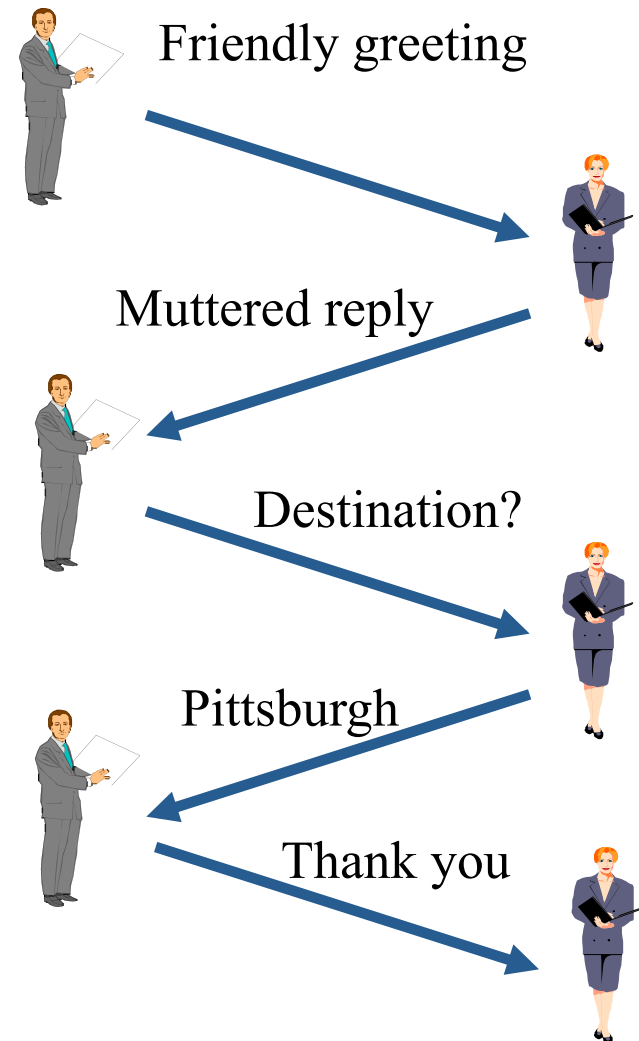 Friendly greeting
Muttered reply
Destination?
Pittsburgh
Thank you